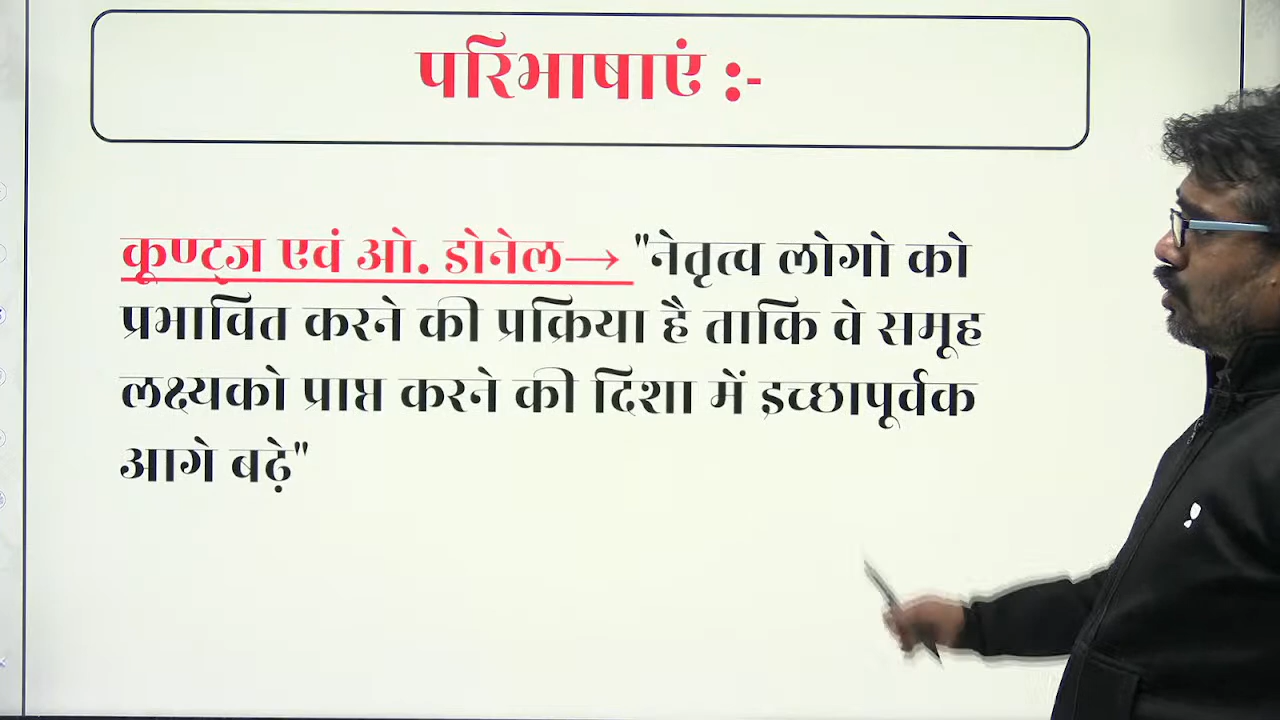 परिभाषाएं :-
कूण्ट्ज एवं ओ. डोनेल→ "नेतृत्व लोगो को
प्रभावित करने की प्रक्रिया है ताकि वे समूह
लक्ष्यको प्राप्त करने की दिशा में इच्छापूर्वक
आगे बढ़े"